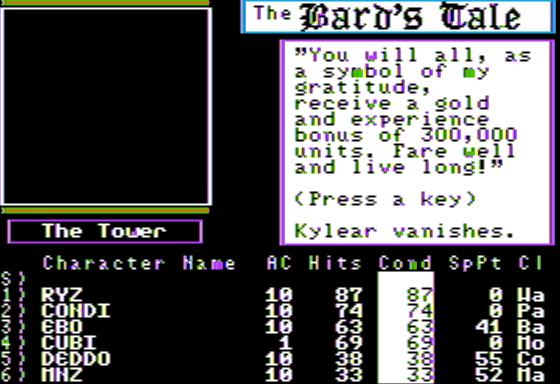 The Bard's Tale
"You will all, as
a symbol of my
gratitude,
receive a gold
and experience
bonus of 300,000
units. Fare well
and live long!"
(Press a key)
Kylear vanishes.
The Tower
Character Name AC Hits Cond SpPt Cl
S)
1) RYZ 10 87 87 0 Wa
2) CONDI 10 74 74 0 Pa
3) EBO 10 63 63 41 Ba
4) CUBI 1 69 69 0 Mo
5) DEDDO 10 38 38 55 Co
6) MNZ 10 33 33 52 Ma